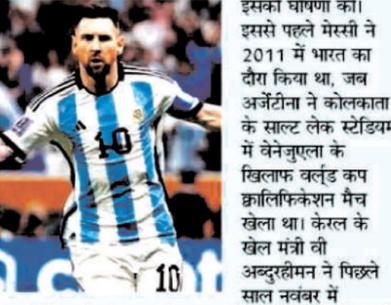 10
10
इसकी घोषणा की।
इससे पहले मेस्सी ने
2011 में भारत का
दौरा किया था, जब
अर्जेंटीना ने कोलकाता
के साल्ट लेक स्टेडियम
में वेनेजुएला के
खिलाफ वर्ल्ड कप
क्वालिफिकेशन मैच
खेला था। केरल के
खेल मंत्री वी
अब्दुरहीमन ने पिछले
साल नवंबर में